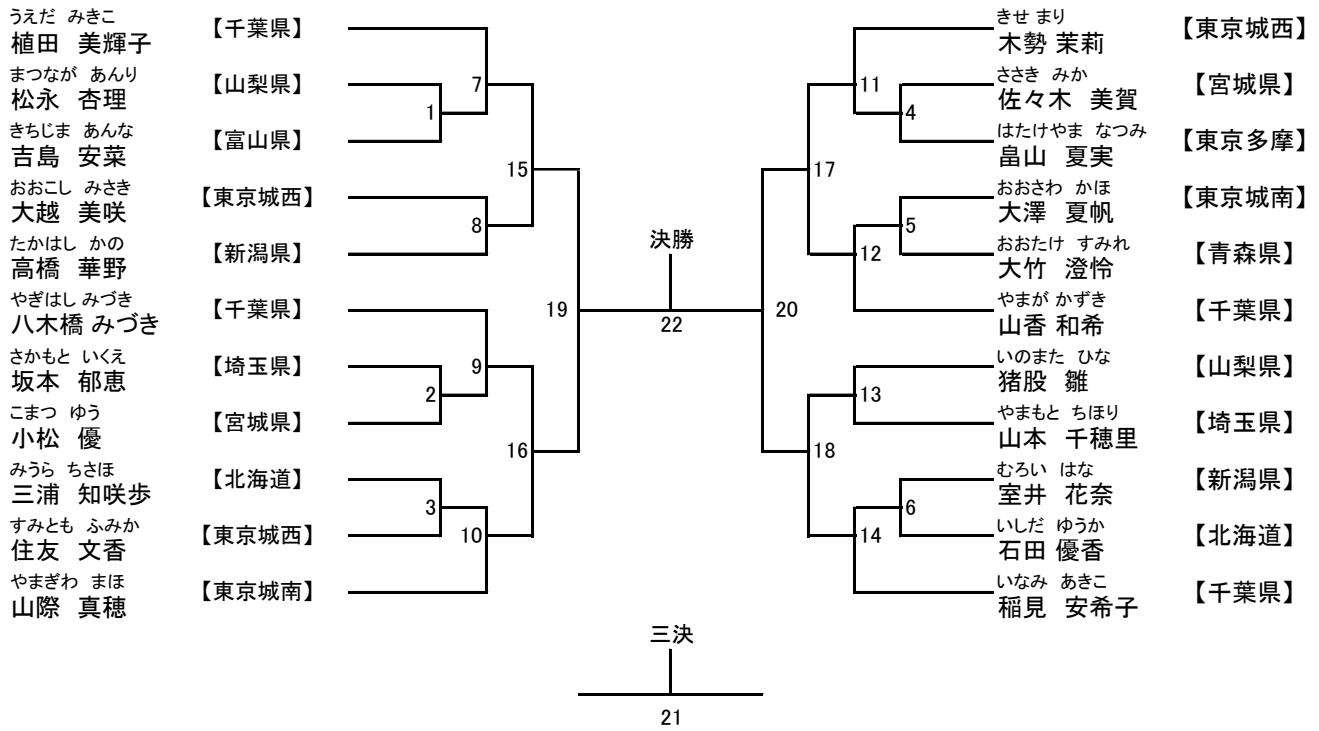 うえだ みきこ
植田 美輝子 【千葉県】
まつなが あんり
松永 杏理 【山梨県】
きちじま あんな
吉島 安菜 【富山県】
おおこし みさき
大越 美咲 【東京城西】
たかはし かの
高橋 華野 【新潟県】
やぎはし みづき
八木橋 みづき 【千葉県】
さかもと いくえ
坂本 郁恵 【埼玉県】
こまつ ゆう
小松 優 【宮城県】
みうら ちさほ
三浦 知咲歩 【北海道】
すみとも ふみか
住友 文香 【東京城西】
やまぎわ まほ
山際 真穂 【東京城南】
1
2
3
7
8
9
10
15
16
19
決勝
22
三決
21
20
17
18
11
12
13
14
4
5
6
きせ まり
木勢 茉莉 【東京城西】
ささき みか
佐々木 美賀 【宮城県】
はたけやま なつみ
畠山 夏実 【東京多摩】
おおさわ かほ
大澤 夏帆 【東京城南】
おおたけ すみれ
大竹 澄怜 【青森県】
やまが かずき
山香 和希 【千葉県】
いのまた ひな
猪股 雛 【山梨県】
やまもと ちほり
山本 千穂里 【埼玉県】
むろい はな
室井 花奈 【新潟県】
いしだ ゆうか
石田 優香 【北海道】
いなみ あきこ
稲見 安希子 【千葉県】